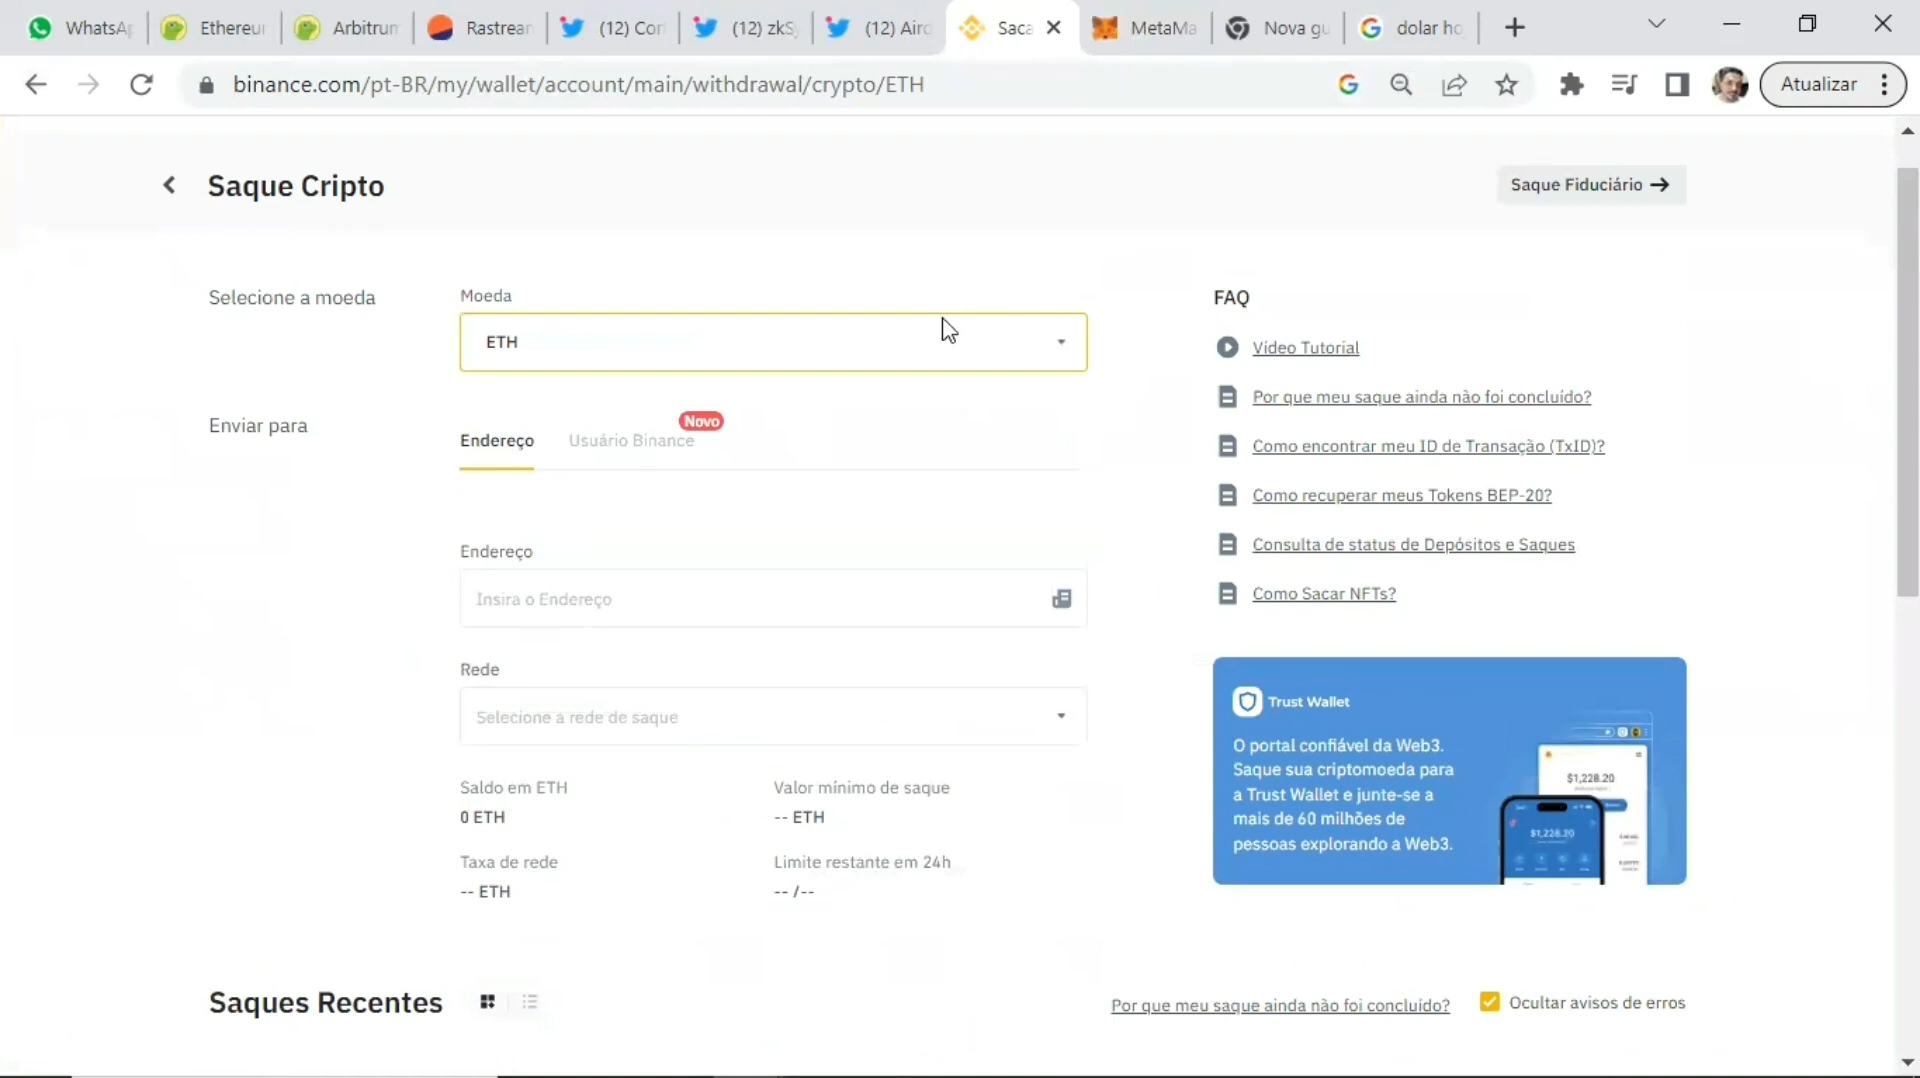 WhatsA
Ethereu
Arbitrum
Rastrean
(12) Cor
(12) zkS
(12) Airo
Saca
MetaMa
Nova gu
dolar ho
binance.com/pt-BR/my/wallet/account/main/withdrawal/crypto/ETH
Atualizar
Saque Cripto
Saque Fiduciário
Selecione a moeda
Moeda
ETH
Enviar para
Endereço
Usuário Binance
Novo
Endereço
Insira o Endereço
Rede
Selecione a rede de saque
Saldo em ETH
0 ETH
Valor mínimo de saque
-- ETH
Taxa de rede
-- ETH
Limite restante em 24h
-- /--
FAQ
Vídeo Tutorial
Por que meu saque ainda não foi concluído?
Como encontrar meu ID de Transação (TxID)?
Como recuperar meus Tokens BEP-20?
Consulta de status de Depósitos e Saques
Como Sacar NFTs?
Trust Wallet
O portal confiável da Web3.
Saque sua criptomoeda para
a Trust Wallet e junte-se a
mais de 60 milhões de
pessoas explorando a Web3.
$1,228.20
$1,228.20
Saques Recentes
Por que meu saque ainda não foi concluído?
Ocultar avisos de erros